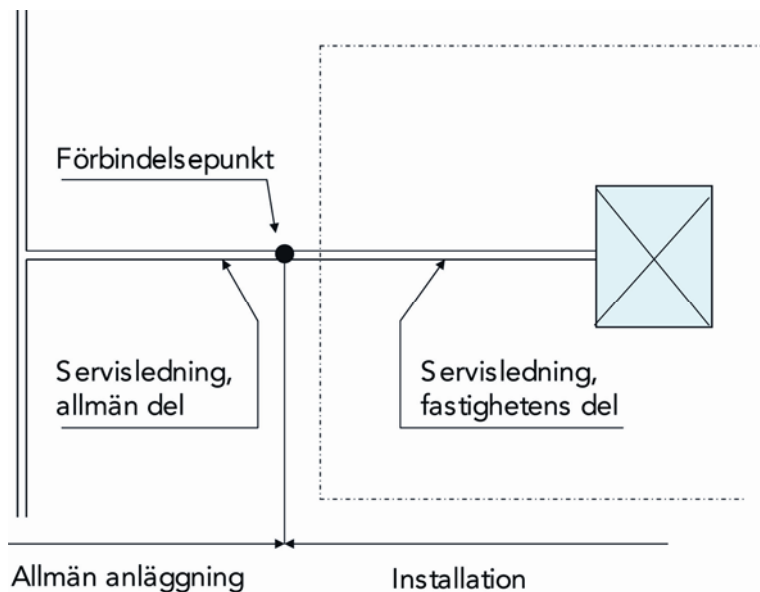 Förbindelsepunkt
Servisledning,
allmän del
Servisledning,
fastighetens del
Allmän anläggning
Installation